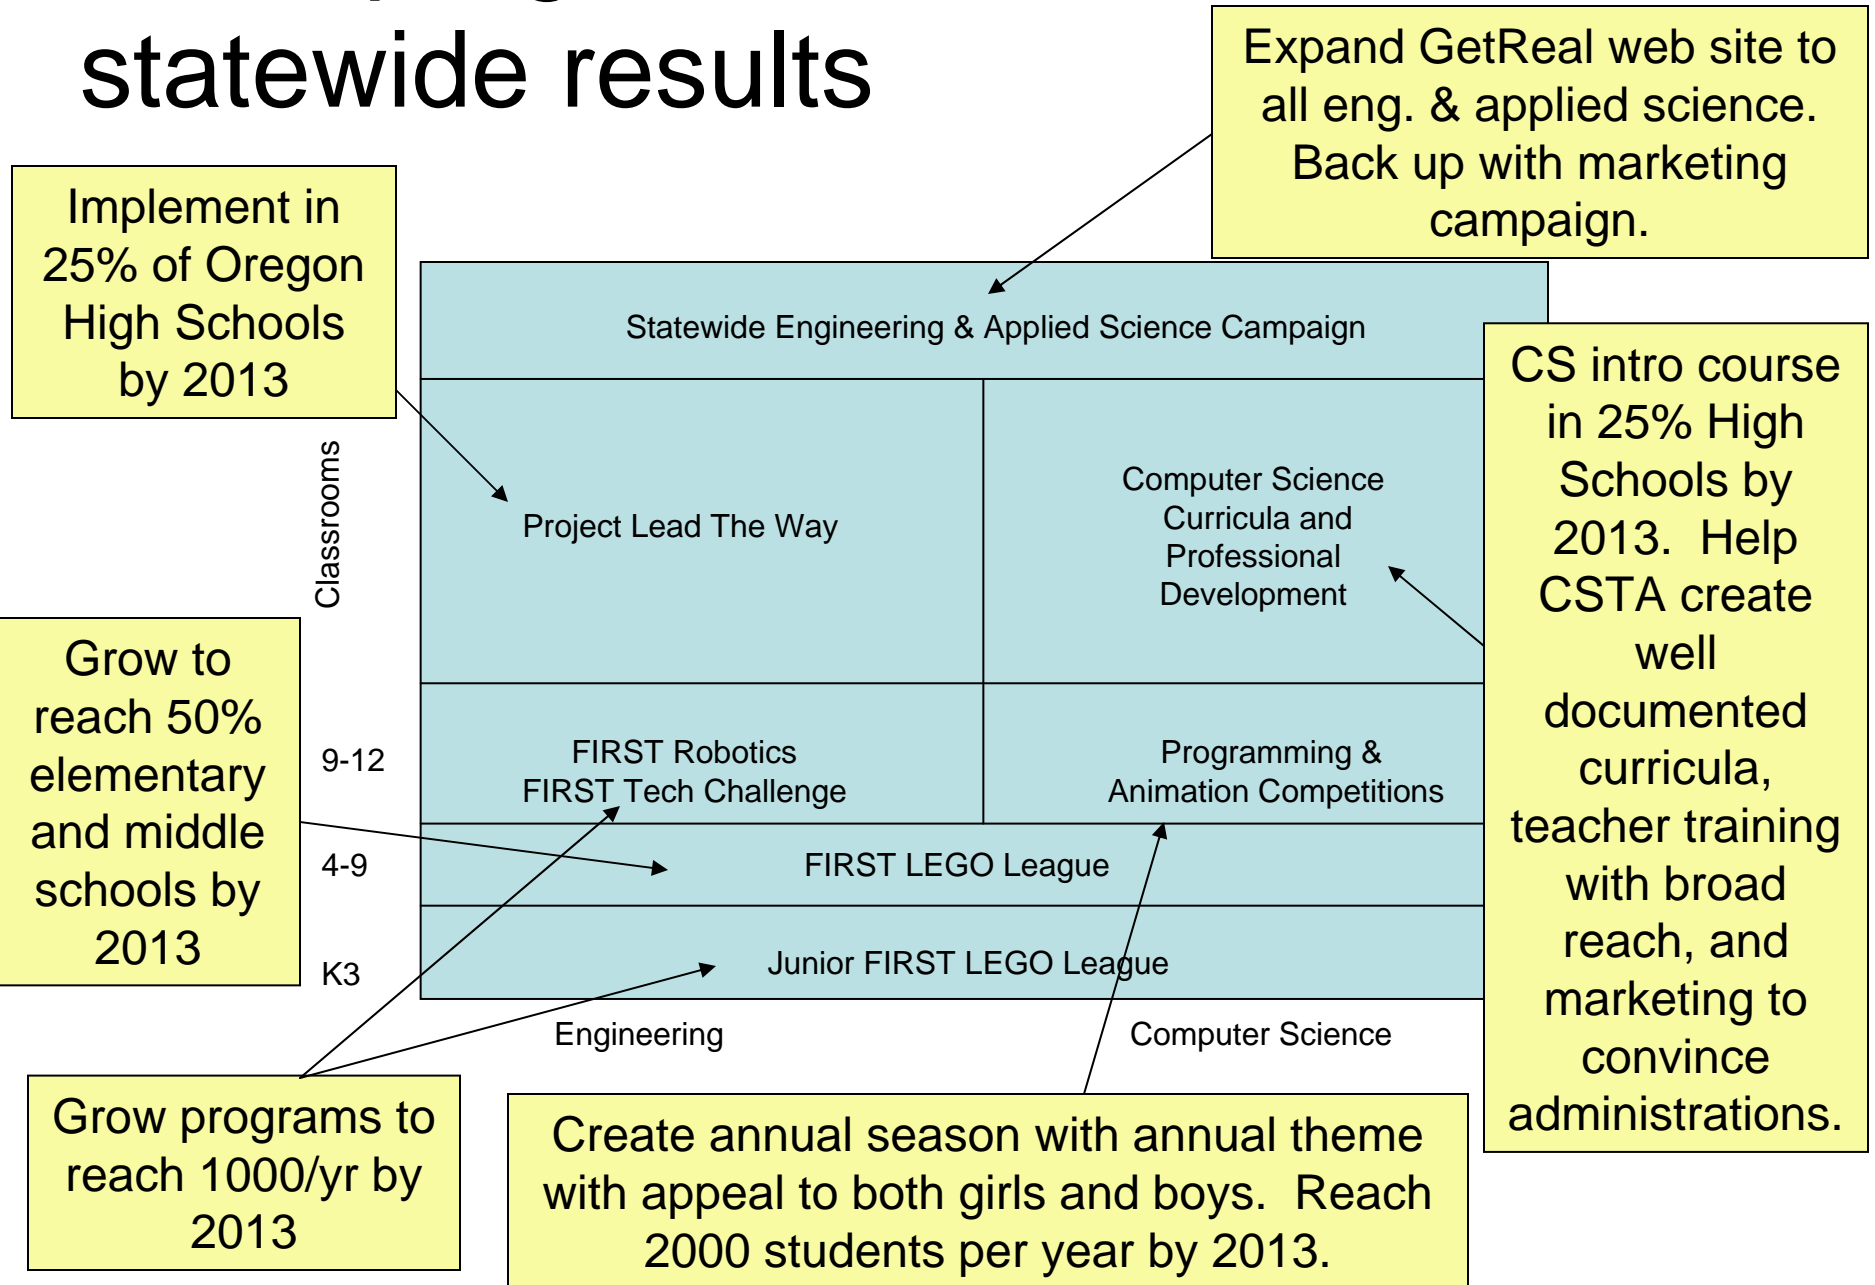 statewide results
Expand GetReal web site to
all eng. & applied science.
Back up with marketing
campaign.
Implement in
25% of Oregon
High Schools
by 2013
Statewide Engineering & Applied Science Campaign
Classrooms
Project Lead The Way
Computer Science
Curricula and
Professional
Development
CS intro course
in 25% High
Schools by
2013. Help
CSTA create
well
documented
curricula,
teacher training
with broad
reach, and
marketing to
convince
administrations.
Grow to
reach 50%
elementary
and middle
schools by
2013
9-12
FIRST Robotics
FIRST Tech Challenge
Programming &
Animation Competitions
4-9
FIRST LEGO League
K3
Junior FIRST LEGO League
Engineering
Computer Science
Grow programs to
reach 1000/yr by
2013
Create annual season with annual theme
with appeal to both girls and boys. Reach
2000 students per year by 2013.